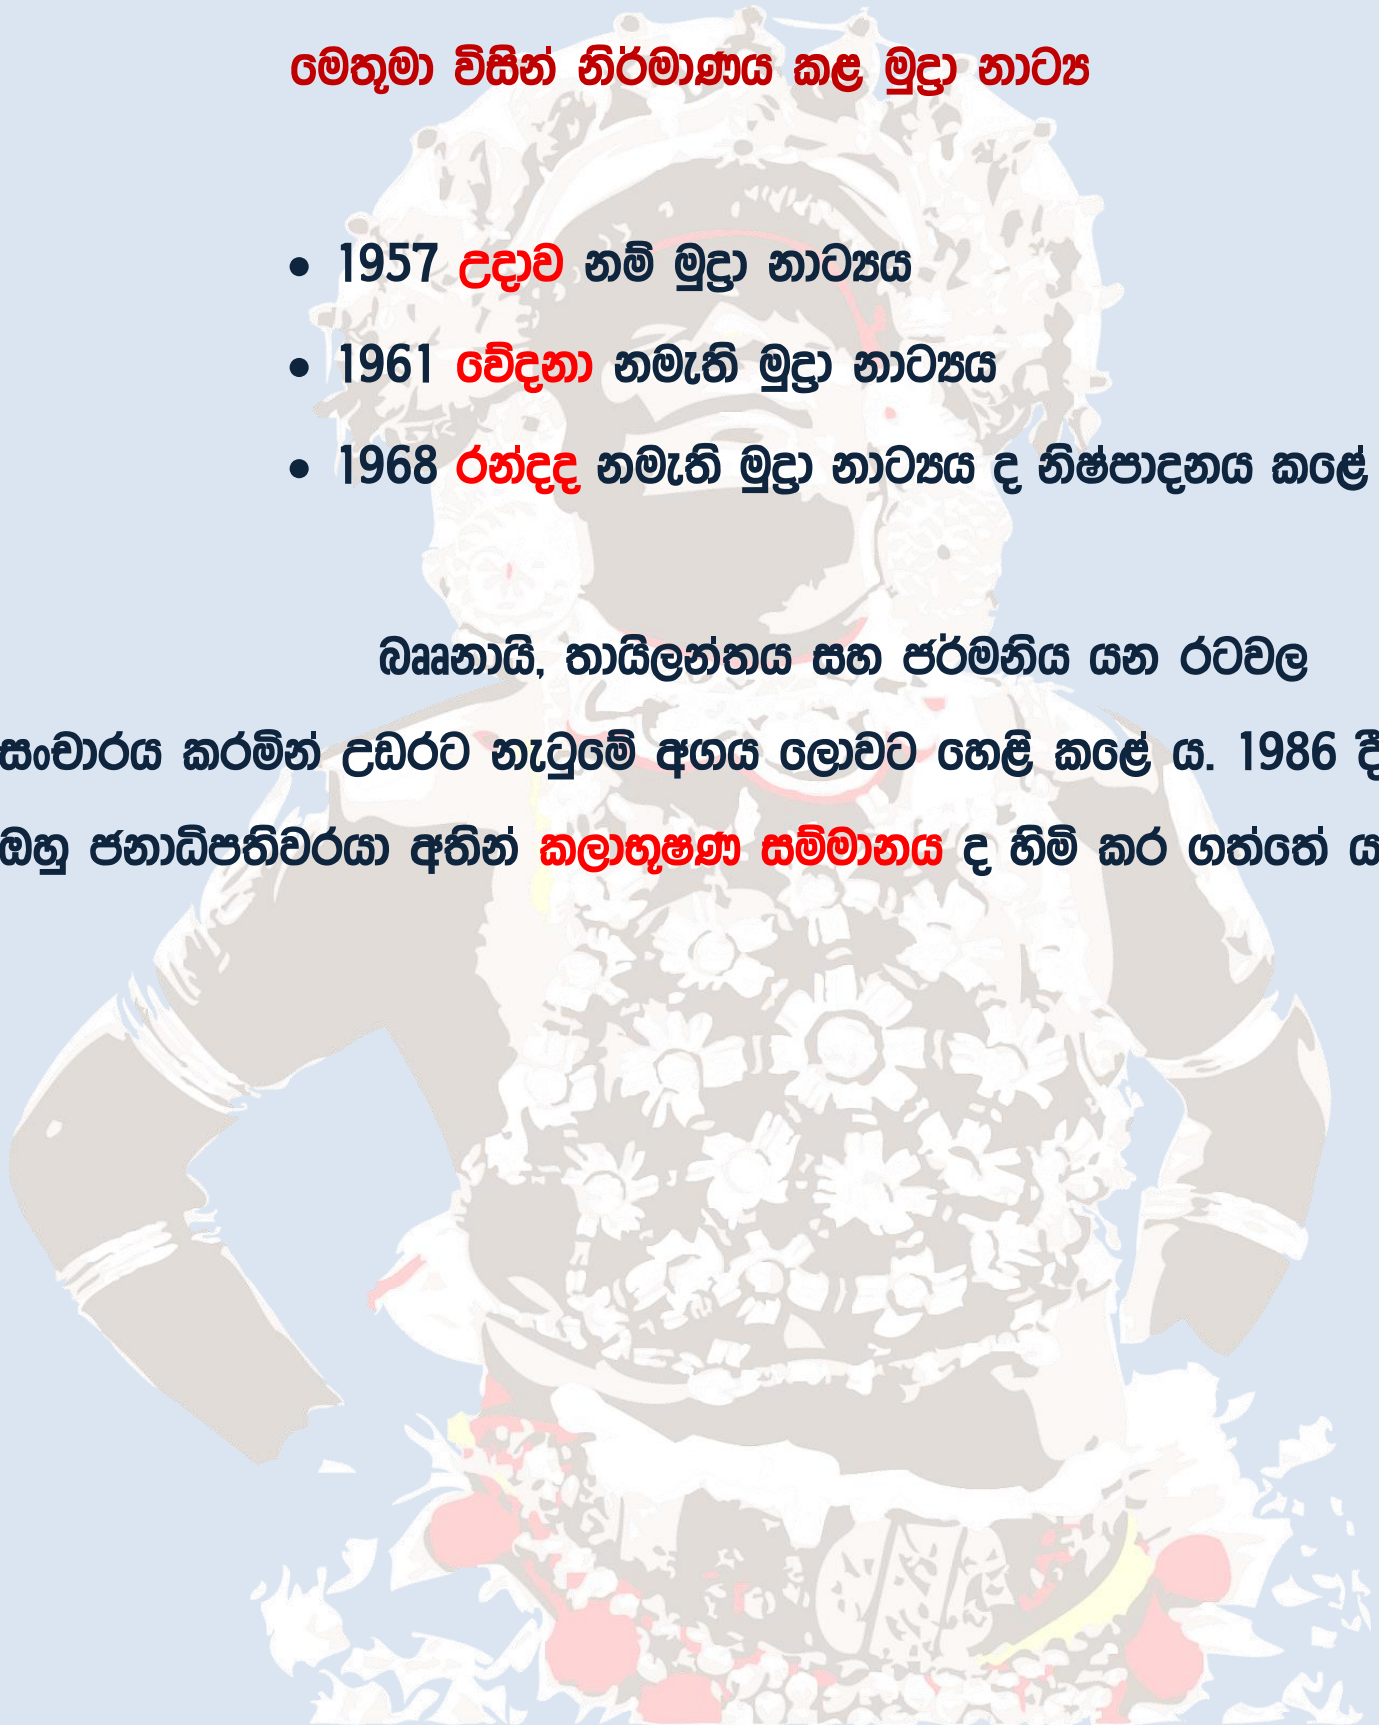 මෙතුමා විසින් නිර්මාණය කළ මුද්‍රා නාට්‍ය
• 1957 උදාව නම් මුද්‍රා නාට්‍යය
• 1961 වේදනා නමැති මුද්‍රා නාට්‍යය
• 1968 රන්දද නමැති මුද්‍රා නාට්‍යය ද නිෂ්පාදනය කළේ
බෲනායි, තායිලන්තය සහ ජර්මනිය යන රටවල
සංචාරය කරමින් උඩරට නැටුමේ අගය ලොවට හෙළි කළේ ය. 1986 දී
ඔහු ජනාධිපතිවරයා අතින් කලාභූෂණ සම්මානය ද හිමි කර ගත්තේ ය